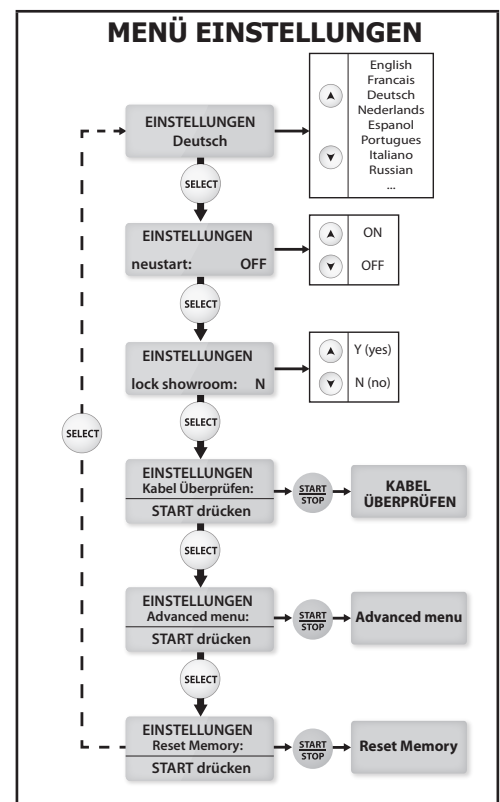 MENÜ EINSTELLUNGEN
EINSTELLUNGEN
Deutsch
English
Francais
Deutsch
Nederlands
Espanol
Portugues
Italiano
Russian
...
SELECT
EINSTELLUNGEN
neustart: OFF
ON
OFF
SELECT
EINSTELLUNGEN
lock showroom: N
Y (yes)
N (no)
SELECT
SELECT
EINSTELLUNGEN
Kabel Überprüfen:
START drücken
START
STOP
KABEL
ÜBERPRÜFEN
SELECT
EINSTELLUNGEN
Advanced menu:
START drücken
START
STOP
Advanced menu
SELECT
EINSTELLUNGEN
Reset Memory:
START drücken
START
STOP
Reset Memory